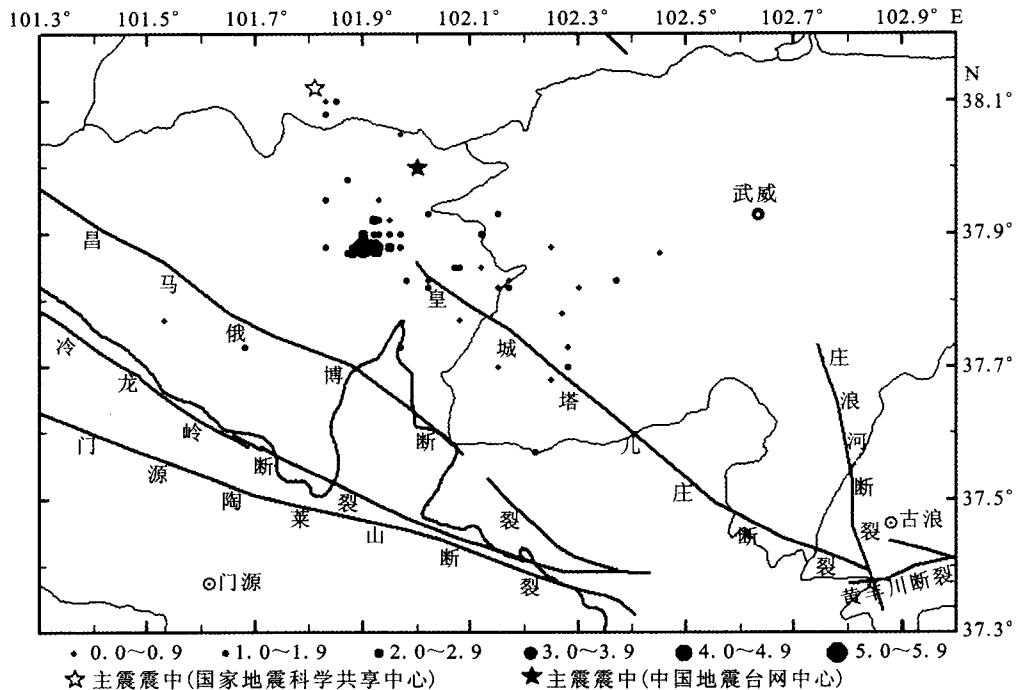 101.3° 101.5° 101.7° 101.9° 102.1° 102.3° 102.5° 102.7° 102.9° E
N
38.1°
37.9°
37.7°
37.5°
37.3°
武威
昌马俄博断裂
皇城塔儿庄断裂
冷龙岭断裂
门源陶莱山断裂
庄浪河断裂
古浪
门源
黄羊川断裂
0.0~0.9 1.0~1.9 2.0~2.9 3.0~3.9 4.0~4.9 5.0~5.9
主震震中(国家地震科学共享中心) 主震震中(中国地震台网中心)